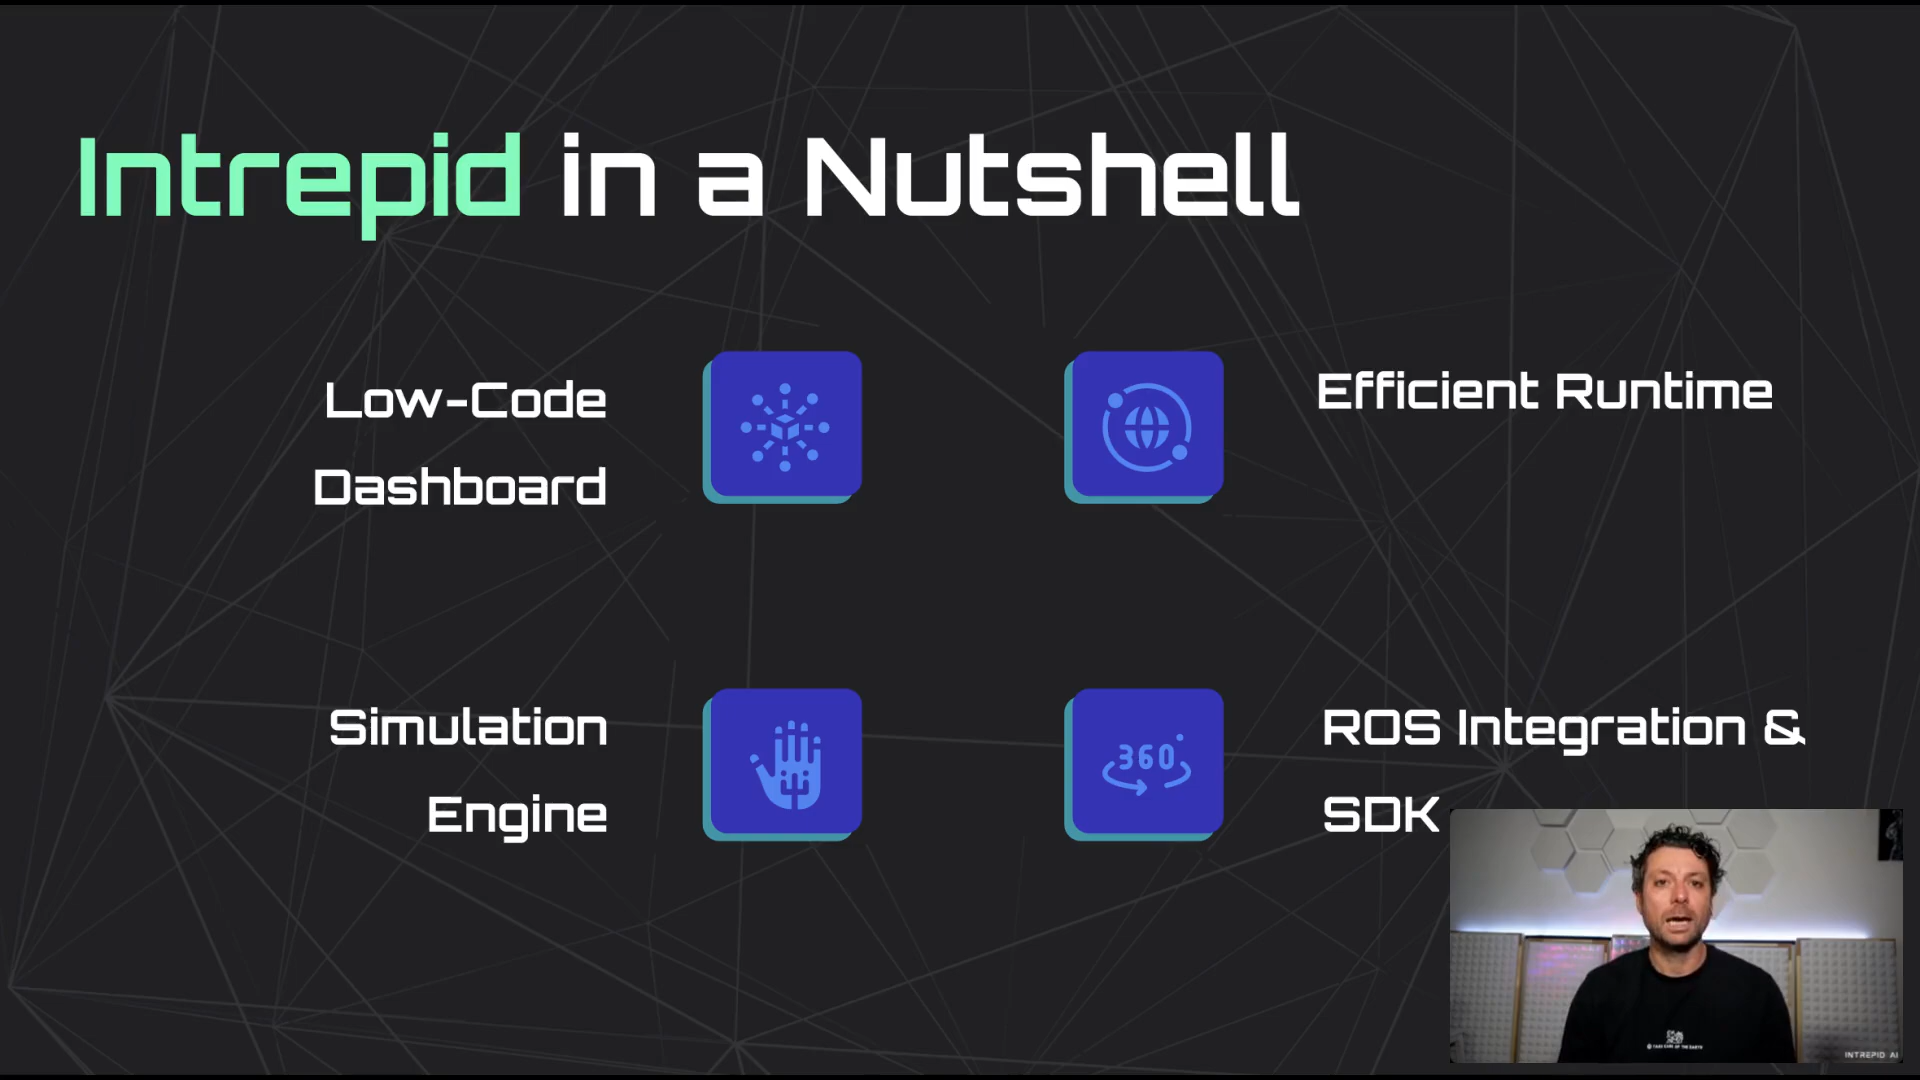 Intrepid in a Nutshell
Low-Code
Dashboard
Efficient Runtime
Simulation
Engine
360°
ROS Integration &
SDK
INTREPID AI